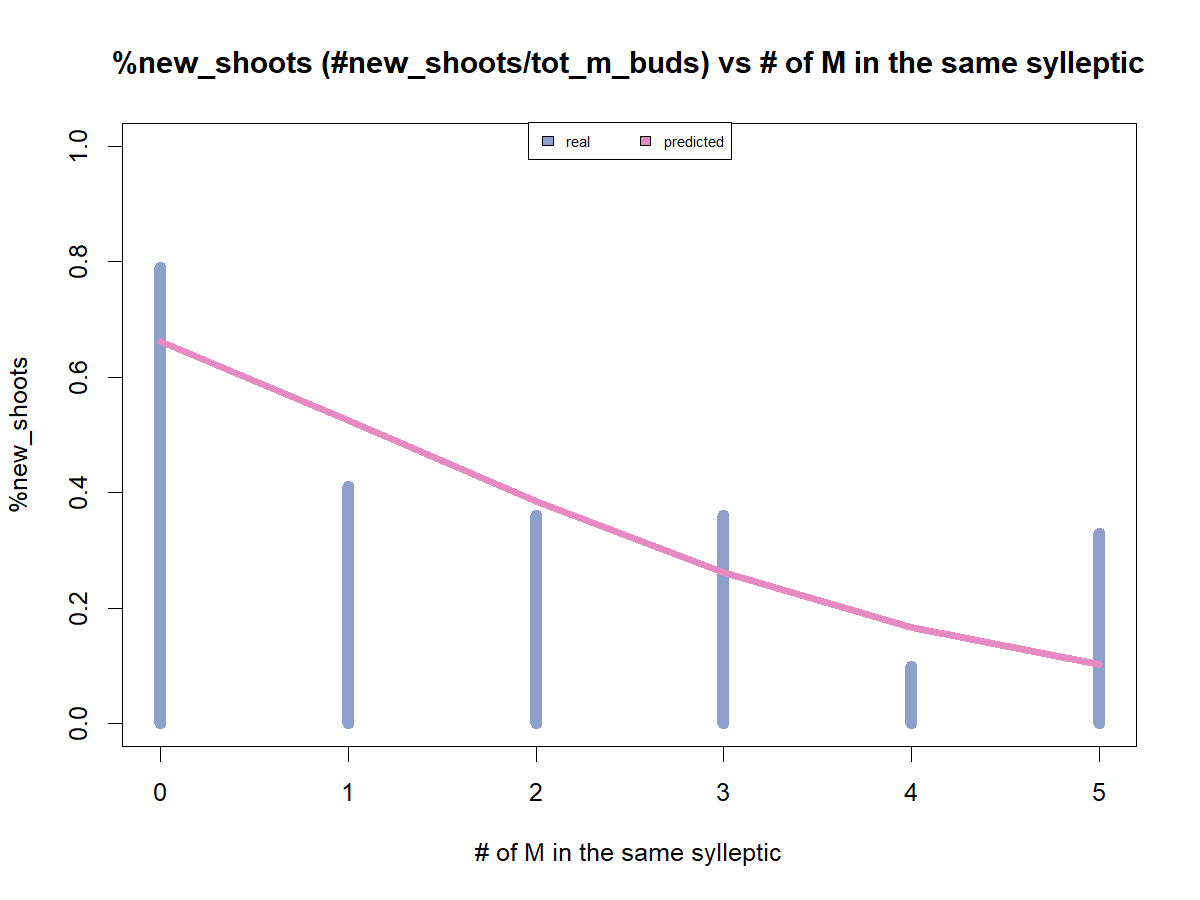 %new_shoots (#new_shoots/tot_m_buds) vs # of M in the same sylleptic
real predicted
1.0
0.8
0.6
0.4
0.2
0.0
%new_shoots
0 1 2 3 4 5
# of M in the same sylleptic